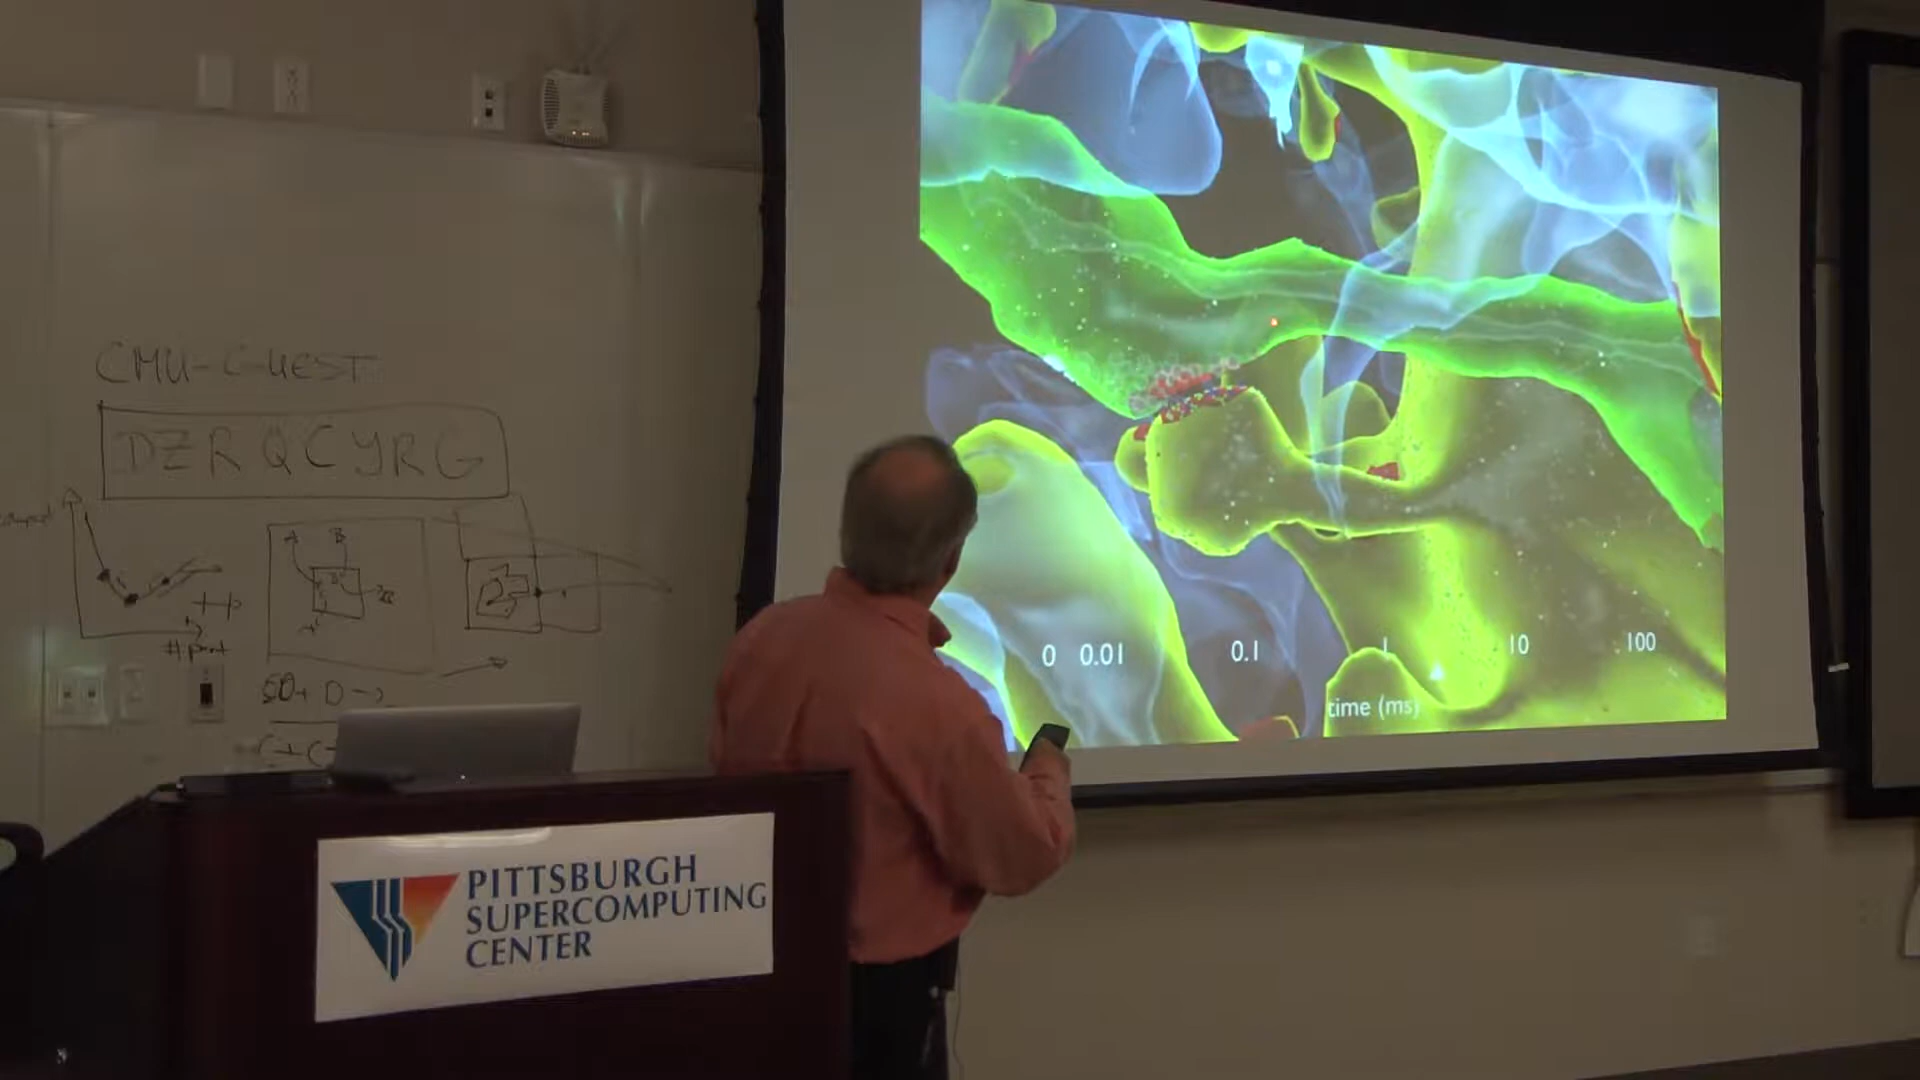 CMU-GUEST
DZRQCYRG
A B
# part
0 0.01 0.1 1 10 100
time (ms)
PITTSBURGH
SUPERCOMPUTING
CENTER